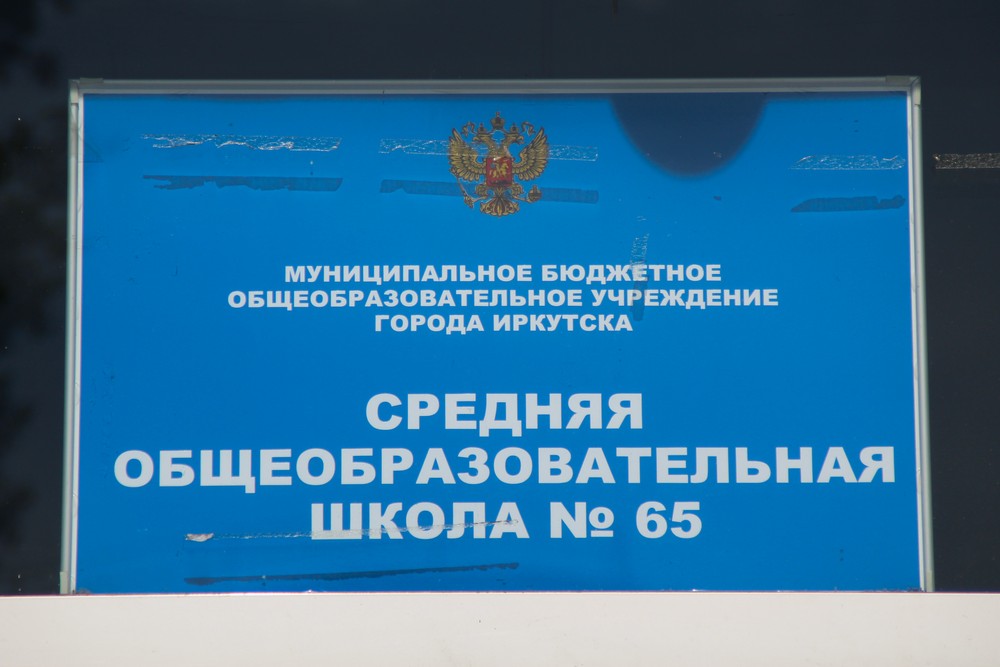 МУНИЦИПАЛЬНОЕ БЮДЖЕТНОЕ
ОБЩЕОБРАЗОВАТЕЛЬНОЕ УЧРЕЖДЕНИЕ
ГОРОДА ИРКУТСКА
СРЕДНЯЯ
ОБЩЕОБРАЗОВАТЕЛЬНАЯ
ШКОЛА № 65